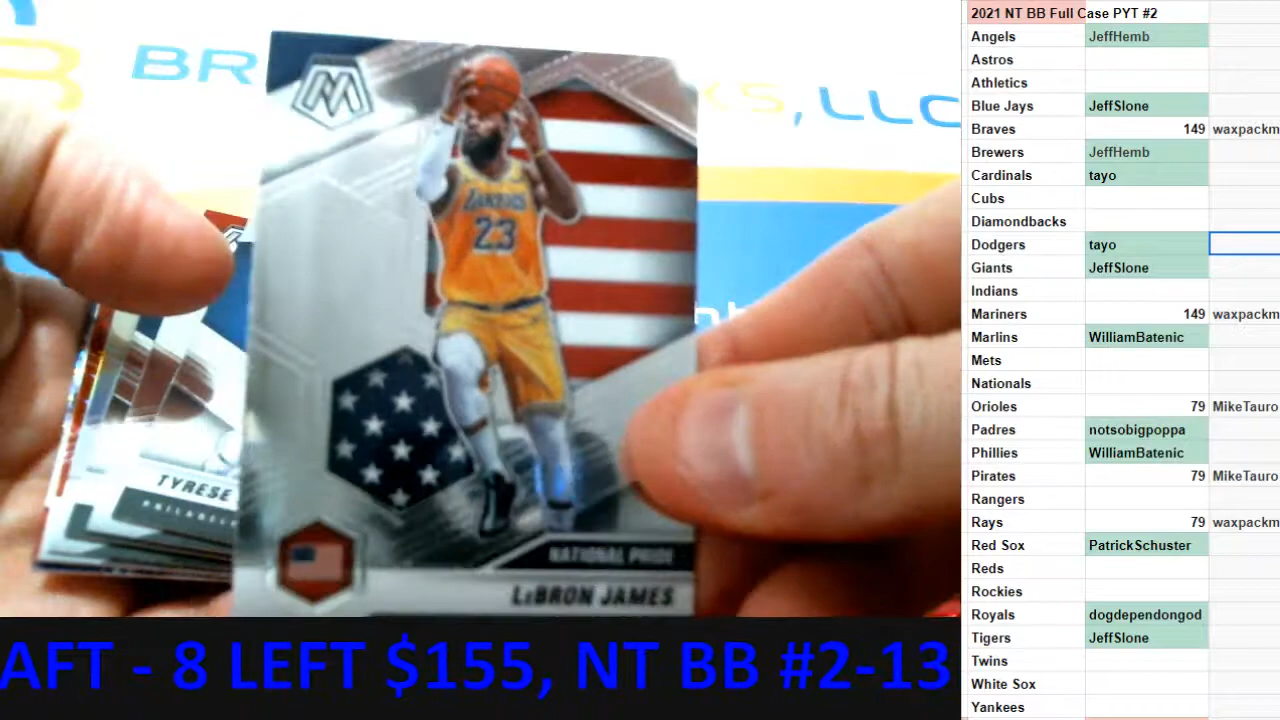 BR
KS, LLC
M
LAKERS
23
TYRESE
PHILADELPH
NATIONAL PRIDE
LeBRON JAMES
AFT - 8 LEFT $155, NT BB #2-13
2021 NT BB Full Case PYT #2
Angels JeffHemb
Astros
Athletics
Blue Jays JeffSlone
Braves 149 waxpackm
Brewers JeffHemb
Cardinals tayo
Cubs
Diamondbacks
Dodgers tayo
Giants JeffSlone
Indians
Mariners 149 waxpackm
Marlins WilliamBatenic
Mets
Nationals
Orioles 79 MikeTauro
Padres notsobigpoppa
Phillies WilliamBatenic
Pirates 79 MikeTauro
Rangers
Rays 79 waxpackm
Red Sox PatrickSchuster
Reds
Rockies
Royals dogdependongod
Tigers JeffSlone
Twins
White Sox
Yankees